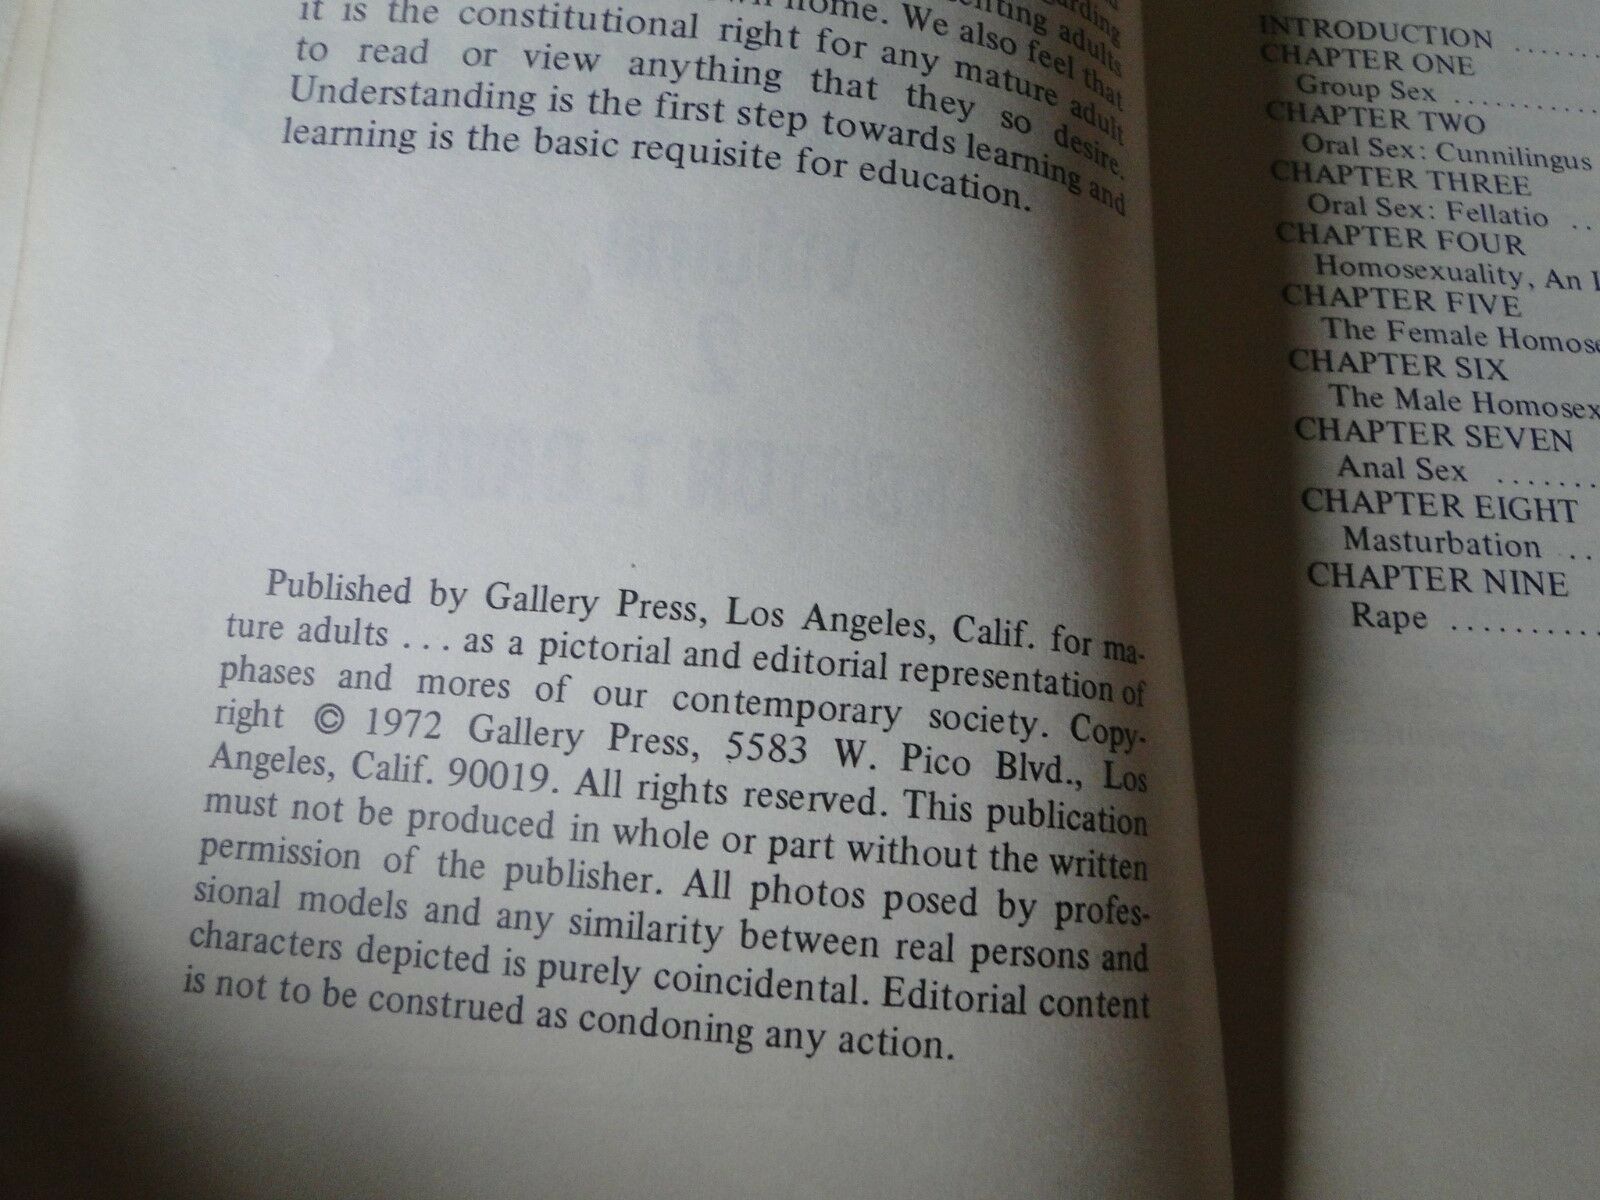 home. We also feel that
it is the constitutional right for any mature adult
to read or view anything that they so desire.
Understanding is the first step towards learning and
learning is the basic requisite for education.
Published by Gallery Press, Los Angeles, Calif. for ma-
ture adults . . . as a pictorial and editorial representation of
phases and mores of our contemporary society. Copy-
right © 1972 Gallery Press, 5583 W. Pico Blvd., Los
Angeles, Calif. 90019. All rights reserved. This publication
must not be produced in whole or part without the written
permission of the publisher. All photos posed by profes-
sional models and any similarity between real persons and
characters depicted is purely coincidental. Editorial content
is not to be construed as condoning any action.
INTRODUCTION ........
CHAPTER ONE
Group Sex ............
CHAPTER TWO
Oral Sex: Cunnilingus
CHAPTER THREE
Oral Sex: Fellatio ..
CHAPTER FOUR
Homosexuality, An
CHAPTER FIVE
The Female
CHAPTER SIX
The Male
CHAPTER SEVEN
Anal Sex .......
CHAPTER EIGHT
Masturbation ..
CHAPTER NINE
Rape ..........